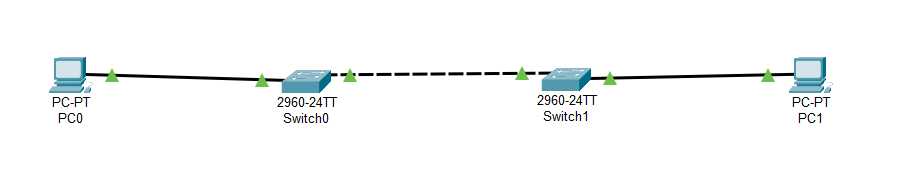 PC-PT
PC0
2960-24TT
Switch0
2960-24TT
Switch1
PC-PT
PC1